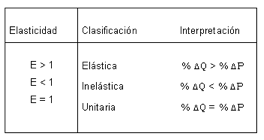 Elasticidad Clasificación Interpretación
E > 1 Elástica % ΔQ > % ΔP
E < 1 Inelástica % ΔQ < % ΔP
E = 1 Unitaria % ΔQ = % ΔP